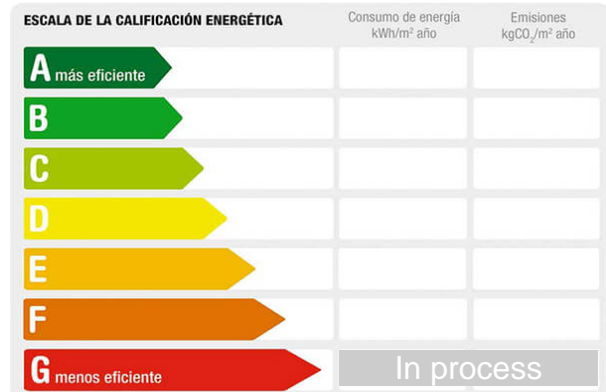 ESCALA DE LA CALIFICACIÓN ENERGÉTICA
Consumo de energía
kWh/m² año
Emisiones
kgCO₂/m² año
A más eficiente
B
C
D
E
F
G menos eficiente
In process